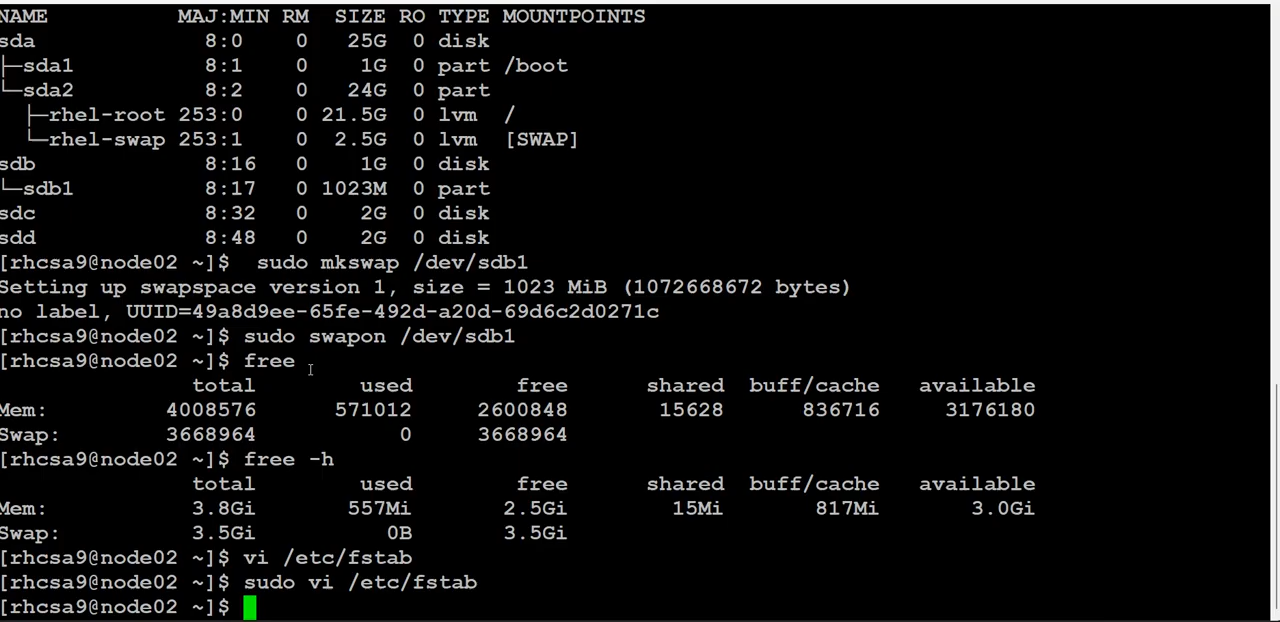 NAME          MAJ:MIN RM  SIZE RO TYPE MOUNTPOINTS
sda             8:0    0   25G  0 disk
├─sda1          8:1    0    1G  0 part /boot
└─sda2          8:2    0   24G  0 part
  ├─rhel-root 253:0    0 21.5G  0 lvm  /
  └─rhel-swap 253:1    0  2.5G  0 lvm  [SWAP]
sdb             8:16   0    1G  0 disk
└─sdb1          8:17   0 1023M  0 part
sdc             8:32   0    2G  0 disk
sdd             8:48   0    2G  0 disk
[rhcsa9@node02 ~]$  sudo mkswap /dev/sdb1
Setting up swapspace version 1, size = 1023 MiB (1072668672 bytes)
no label, UUID=49a8d9ee-65fe-492d-a20d-69d6c2d0271c
[rhcsa9@node02 ~]$ sudo swapon /dev/sdb1
[rhcsa9@node02 ~]$ free
               total        used        free      shared  buff/cache   available
Mem:         4008576      571012     2600848       15628      836716     3176180
Swap:        3668964           0     3668964
[rhcsa9@node02 ~]$ free -h
               total        used        free      shared  buff/cache   available
Mem:           3.8Gi       557Mi       2.5Gi        15Mi       817Mi       3.0Gi
Swap:          3.5Gi          0B       3.5Gi
[rhcsa9@node02 ~]$ vi /etc/fstab
[rhcsa9@node02 ~]$ sudo vi /etc/fstab
[rhcsa9@node02 ~]$